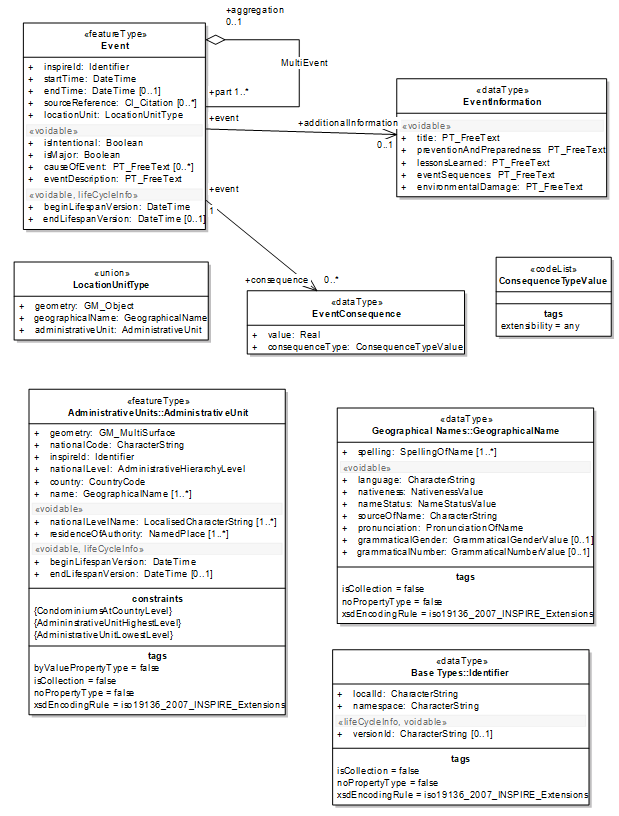 +aggregation
0..1
«featureType»
Event
+ inspireId: Identifier
+ startTime: DateTime
+ endTime: DateTime [0..1]
+ sourceReference: CI_Citation [0..*]
+ locationUnit: LocationUnitType
«voidable»
+ isIntentional: Boolean
+ isMajor: Boolean
+ causeOfEvent: PT_FreeText [0..*]
+ eventDescription: PT_FreeText
«voidable, lifeCycleInfo»
+ beginLifespanVersion: DateTime
+ endLifespanVersion: DateTime [0..1]
MultiEvent
+part 1..*
+event
+additionalInformation
0..1
«dataType»
EventInformation
«voidable»
+ title: PT_FreeText
+ preventionAndPreparedness: PT_FreeText
+ lessonsLearned: PT_FreeText
+ eventSequences: PT_FreeText
+ environmentalDamage: PT_FreeText
+event
1
+consequence 0..*
«union»
LocationUnitType
+ geometry: GM_Object
+ geographicalName: GeographicalName
+ administrativeUnit: AdministrativeUnit
«dataType»
EventConsequence
+ value: Real
+ consequenceType: ConsequenceTypeValue
«codeList»
ConsequenceTypeValue
tags
extensibility = any
«featureType»
AdministrativeUnits::AdministrativeUnit
+ geometry: GM_MultiSurface
+ nationalCode: CharacterString
+ inspireId: Identifier
+ nationalLevel: AdministrativeHierarchyLevel
+ country: CountryCode
+ name: GeographicalName [1..*]
«voidable»
+ nationalLevelName: LocalisedCharacterString [1..*]
+ residenceOfAuthority: NamedPlace [1..*]
«voidable, lifeCycleInfo»
+ beginLifespanVersion: DateTime
+ endLifespanVersion: DateTime [0..1]
constraints
{CondominiumsAtCountryLevel}
{AdmininstrativeUnitHighestLevel}
{AdministrativeUnitLowestLevel}
tags
byValuePropertyType = false
isCollection = false
noPropertyType = false
xsdEncodingRule = iso19136_2007_INSPIRE_Extensions
«dataType»
Geographical Names::GeographicalName
+ spelling: SpellingOfName [1..*]
«voidable»
+ language: CharacterString
+ nativeness: NativenessValue
+ nameStatus: NameStatusValue
+ sourceOfName: CharacterString
+ pronunciation: PronunciationOfName
+ grammaticalGender: GrammaticalGenderValue [0..1]
+ grammaticalNumber: GrammaticalNumberValue [0..1]
tags
isCollection = false
noPropertyType = false
xsdEncodingRule = iso19136_2007_INSPIRE_Extensions
«dataType»
Base Types::Identifier
+ localId: CharacterString
+ namespace: CharacterString
«lifeCycleInfo, voidable»
+ versionId: CharacterString [0..1]
tags
isCollection = false
noPropertyType = false
xsdEncodingRule = iso19136_2007_INSPIRE_Extensions